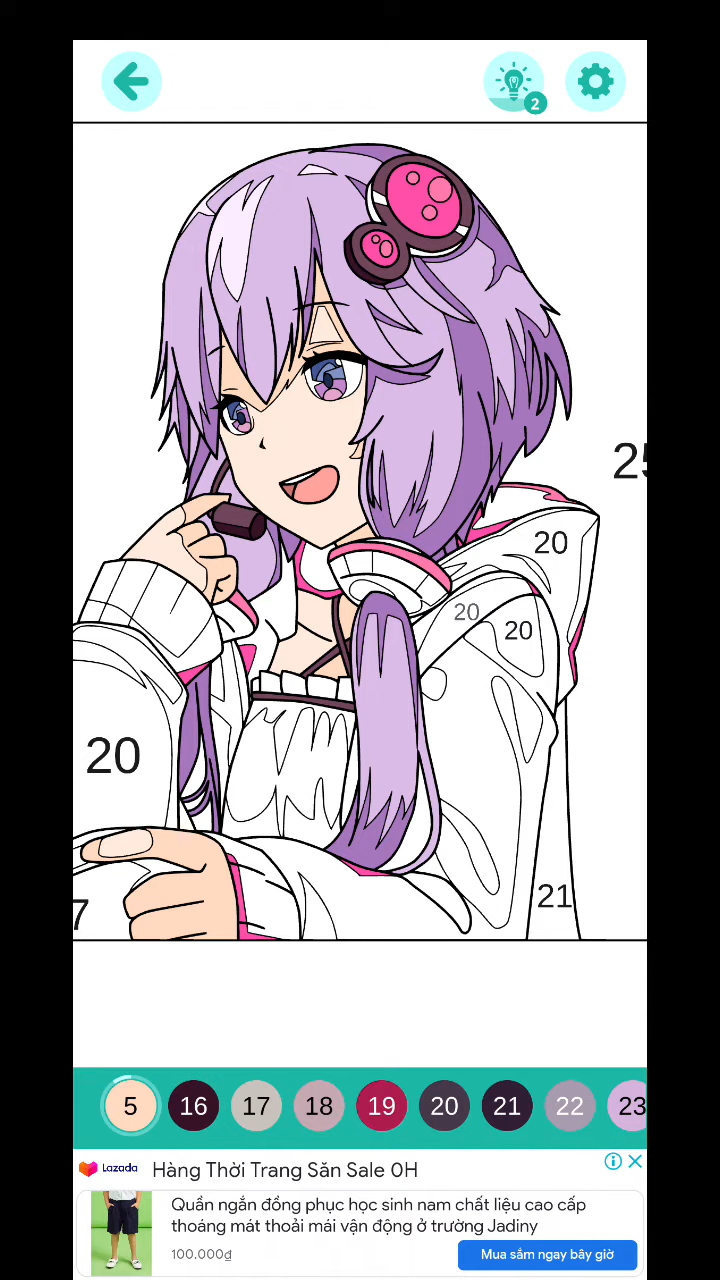 2
25
20
20
20
20
21
7
5 16 17 18 19 20 21 22 23
Lazada Hàng Thời Trang Săn Sale 0H
Quần ngắn đồng phục học sinh nam chất liệu cao cấp
thoáng mát thoải mái vận động ở trường Jadiny
100.000₫
Mua sắm ngay bây giờ